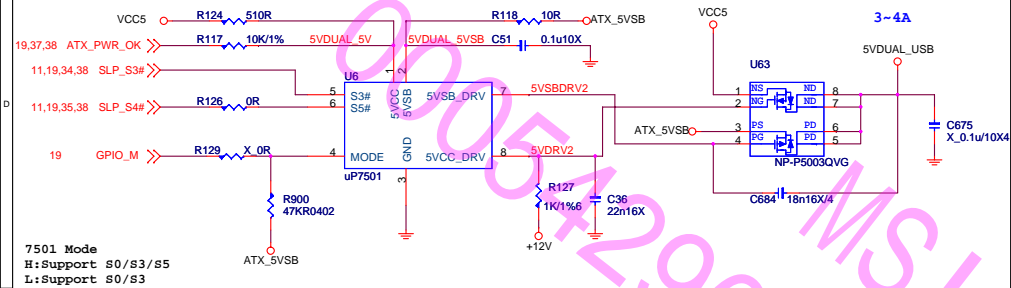 VCC5
R124 510R
R118 10R
ATX_5VSB
VCC5
3~4A
19,37,38 ATX_PWR_OK
R117 10K/1%
5VDUAL_5V
5VDUAL_5VSB
C51 0.1u10X
5VDUAL_USB
11,19,34,38 SLP_S3#
U6
U63
1 2
D
5 S3#
6 S5#
5VCC
5VSB
5VSB_DRV 7
5VSBDRV2
1 NS ND 8
2 NG ND 7
11,19,35,38 SLP_S4#
R126 0R
ATX_5VSB
3 PS PD 6
4 PG PD 5
C675
X_0.1u/10X4
19 GPIO_M
R129 X_0R
4 MODE
GND
5VCC_DRV 8
5VDRV2
NP-P5003QVG
uP7501
3
R900
47KR0402
R127
1K/1%6
C36
22n16X
C684 18n16X/4
+12V
ATX_5VSB
7501 Mode
H:Support S0/S3/S5
L:Support S0/S3
MSI